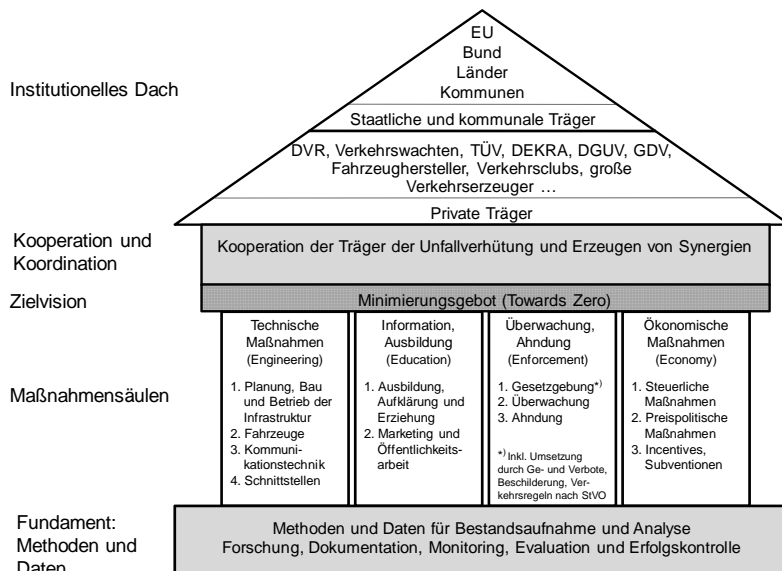 Institutionelles Dach
EU
Bund
Länder
Kommunen
Staatliche und kommunale Träger
DVR, Verkehrswachten, TÜV, DEKRA, DGUV, GDV,
Fahrzeughersteller, Verkehrsclubs, große
Verkehrserzeuger ...
Private Träger
Kooperation und
Koordination
Kooperation der Träger der Unfallverhütung und Erzeugen von Synergien
Zielvision
Minimierungsgebot (Towards Zero)
Maßnahmensäulen
Technische
Maßnahmen
(Engineering)
1. Planung, Bau
und Betrieb der
Infrastruktur
2. Fahrzeuge
3. Kommuni-
kationstechnik
4. Schnittstellen
Information,
Ausbildung
(Education)
1. Ausbildung,
Aufklärung und
Erziehung
2. Marketing und
Öffentlichkeits-
arbeit
Überwachung,
Ahndung
(Enforcement)
1. Gesetzgebung*)
2. Überwachung
3. Ahndung
*) Inkl. Umsetzung
durch Ge- und Verbote,
Beschilderung, Ver-
kehrsregeln nach StVO
Ökonomische
Maßnahmen
(Economy)
1. Steuerliche
Maßnahmen
2. Preispolitische
Maßnahmen
3. Incentives,
Subventionen
Fundament:
Methoden und
Daten
Methoden und Daten für Bestandsaufnahme und Analyse
Forschung, Dokumentation, Monitoring, Evaluation und Erfolgskontrolle